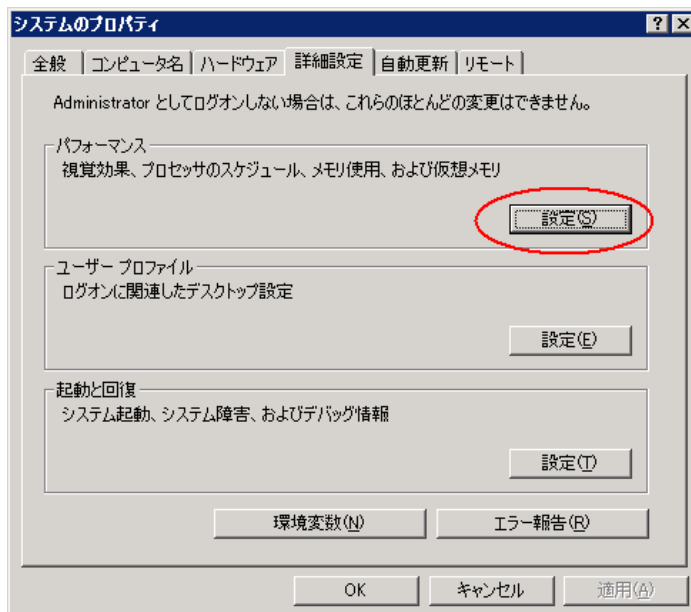 システムのプロパティ
全般 コンピュータ名 ハードウェア 詳細設定 自動更新 リモート
Administrator としてログオンしない場合は、これらのほとんどの変更はできません。
パフォーマンス
視覚効果、プロセッサのスケジュール、メモリ使用、および仮想メモリ
設定(S)
ユーザー プロファイル
ログオンに関連したデスクトップ設定
設定(E)
起動と回復
システム起動、システム障害、およびデバッグ情報
設定(T)
環境変数(N) エラー報告(R)
OK キャンセル 適用(A)